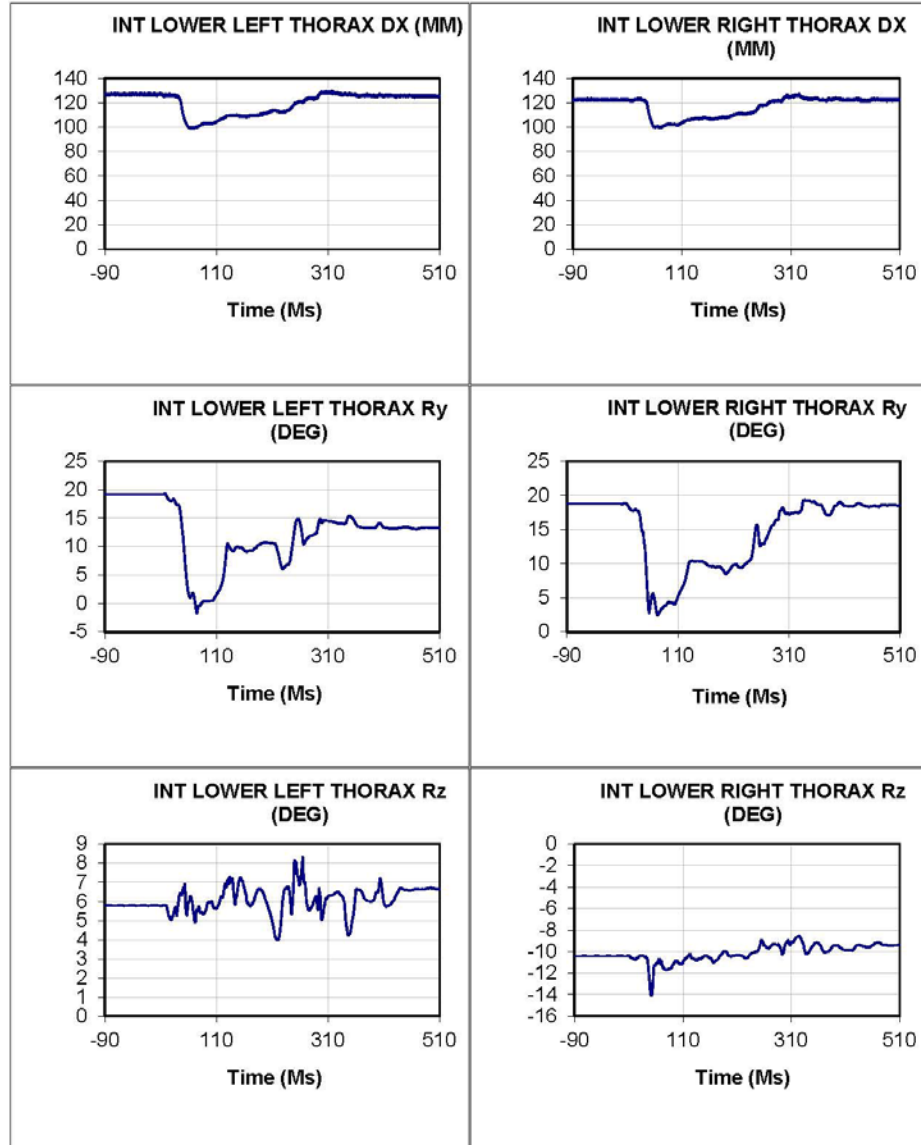 INT LOWER LEFT THORAX DX (MM)
140
120
100
80
60
40
20
0
-90 110 310 510
Time (Ms)
INT LOWER RIGHT THORAX DX
(MM)
140
120
100
80
60
40
20
0
-90 110 310 510
Time (Ms)
INT LOWER LEFT THORAX Ry
(DEG)
25
20
15
10
5
0
-5
-90 110 310 510
Time (Ms)
INT LOWER RIGHT THORAX Ry
(DEG)
25
20
15
10
5
0
-90 110 310 510
Time (Ms)
INT LOWER LEFT THORAX Rz
(DEG)
9
8
7
6
5
4
3
2
1
0
-90 110 310 510
Time (Ms)
INT LOWER RIGHT THORAX Rz
(DEG)
0
-2
-4
-6
-8
-10
-12
-14
-16
-90 110 310 510
Time (Ms)